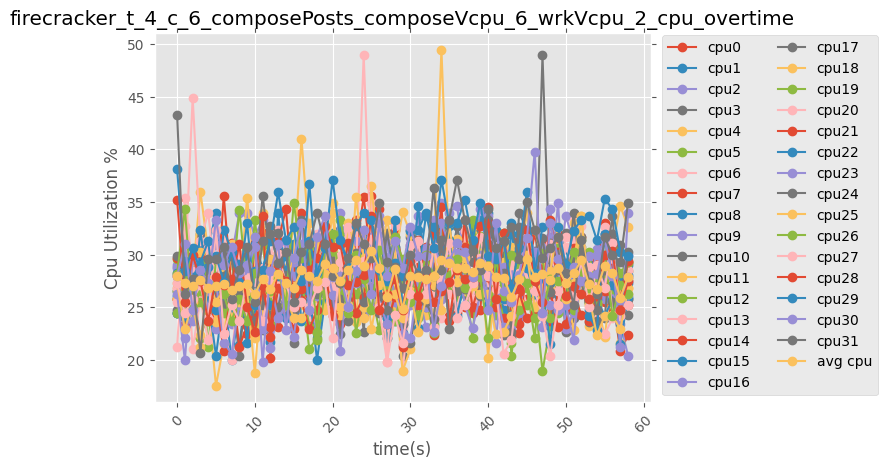 firecracker_t_4_c_6_composePosts_composeVcpu_6_wrkVcpu_2_cpu_overtime
Cpu Utilization %
50
45
40
35
30
25
20
0
10
20
30
40
50
60
time(s)
cpu0
cpu1
cpu2
cpu3
cpu4
cpu5
cpu6
cpu7
cpu8
cpu9
cpu10
cpu11
cpu12
cpu13
cpu14
cpu15
cpu16
cpu17
cpu18
cpu19
cpu20
cpu21
cpu22
cpu23
cpu24
cpu25
cpu26
cpu27
cpu28
cpu29
cpu30
cpu31
avg cpu